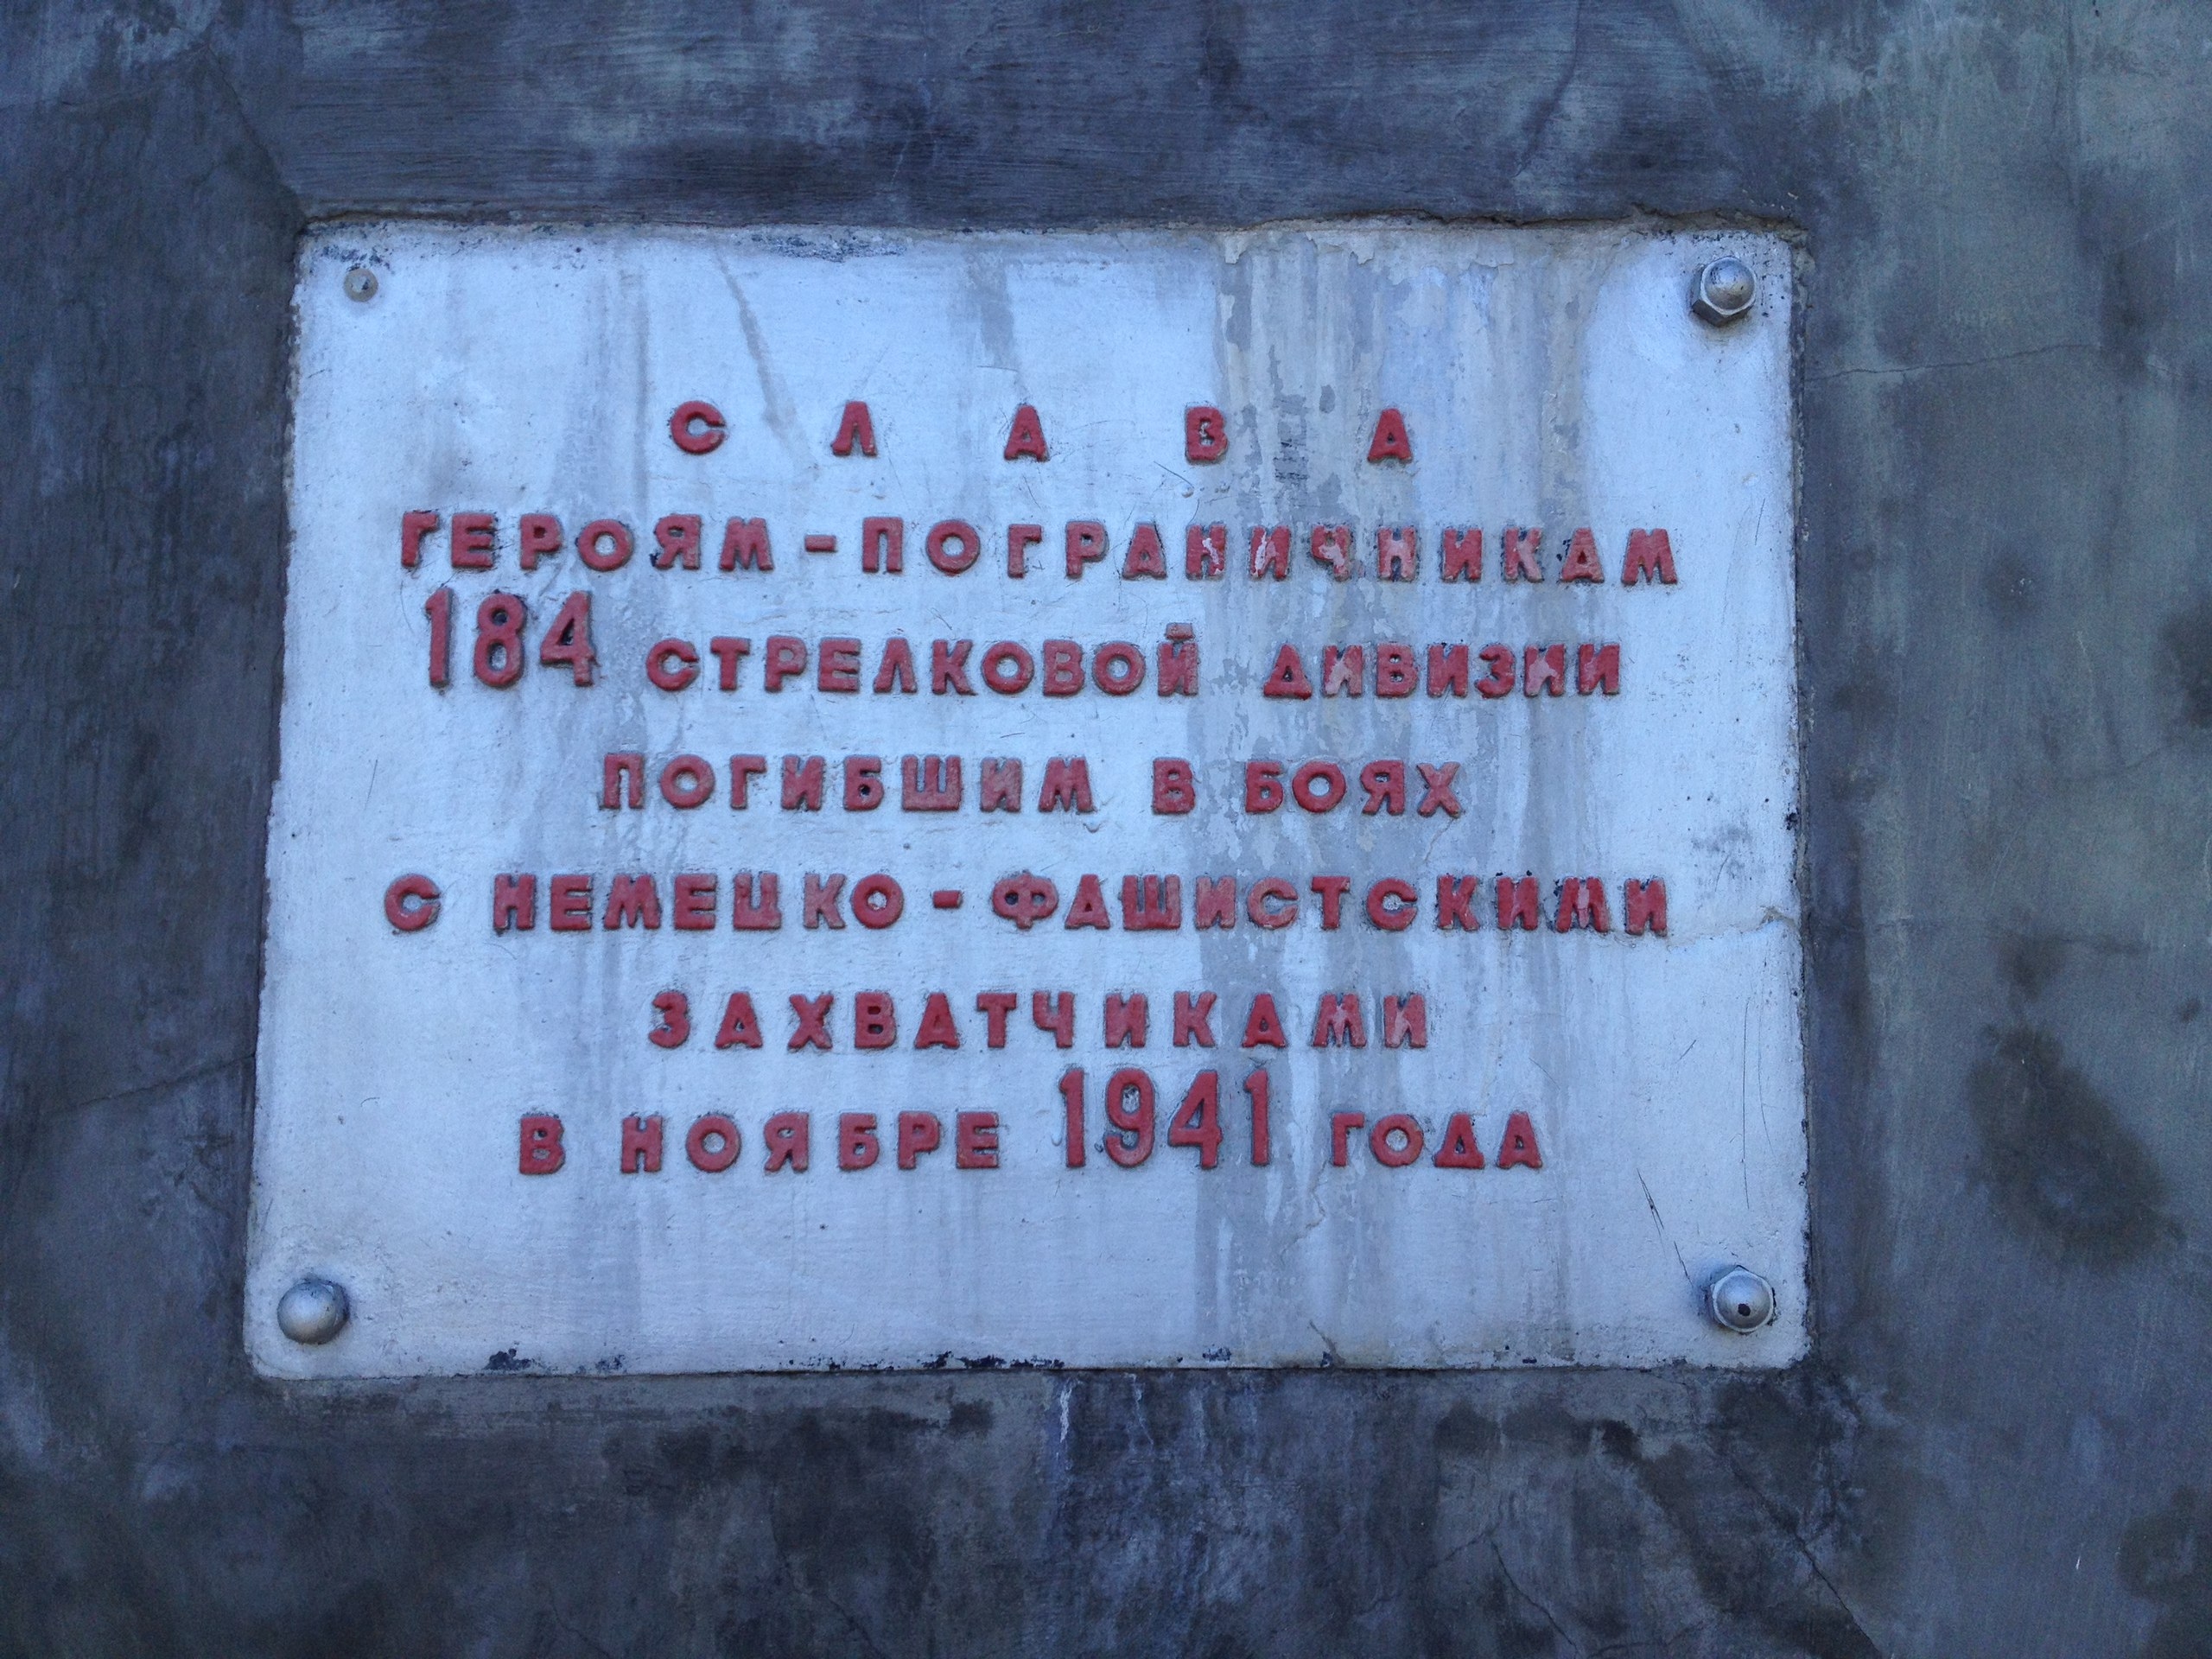 СЛАВА
ГЕРОЯМ-ПОГРАНИЧНИКАМ
184 СТРЕЛКОВОЙ ДИВИЗИИ
ПОГИБШИМ В БОЯХ
С НЕМЕЦКО-ФАШИСТСКИМИ
ЗАХВАТЧИКАМИ
В НОЯБРЕ 1941 ГОДА